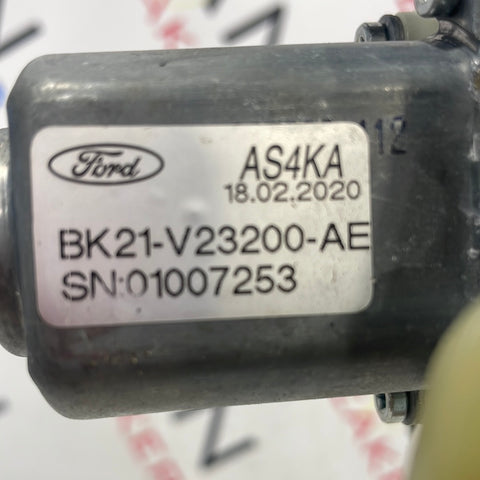 Ford
AS4KA
18.02.2020
BK21-V23200-AE
SN:01007253